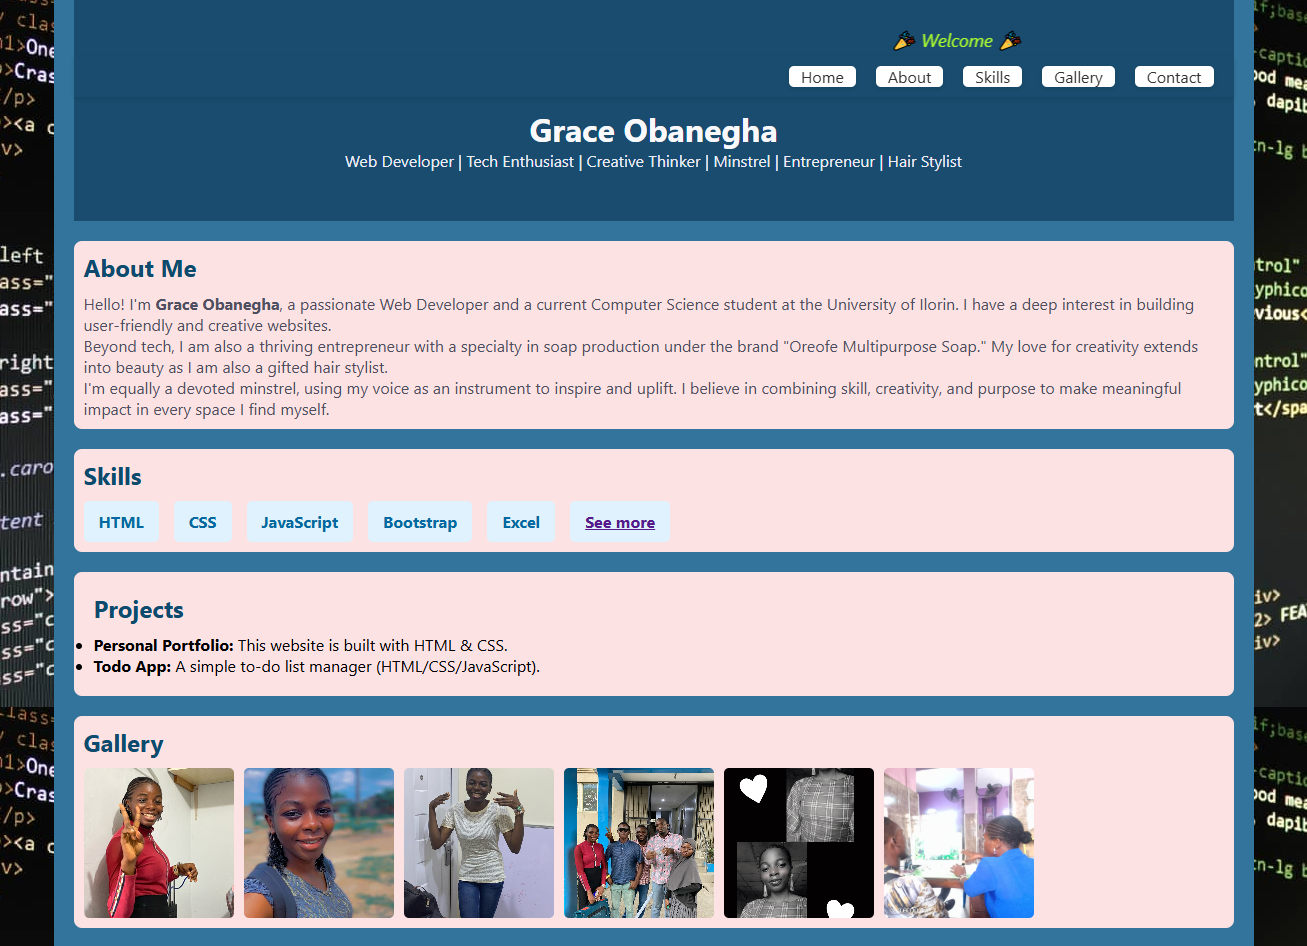 Welcome
Home About Skills Gallery Contact
Grace Obanegha
Web Developer | Tech Enthusiast | Creative Thinker | Minstrel | Entrepreneur | Hair Stylist
About Me
Hello! I'm Grace Obanegha, a passionate Web Developer and a current Computer Science student at the University of Ilorin. I have a deep interest in building
user-friendly and creative websites.
Beyond tech, I am also a thriving entrepreneur with a specialty in soap production under the brand "Oreofe Multipurpose Soap." My love for creativity extends
into beauty as I am also a gifted hair stylist.
I'm equally a devoted minstrel, using my voice as an instrument to inspire and uplift. I believe in combining skill, creativity, and purpose to make meaningful
impact in every space I find myself.
Skills
HTML CSS JavaScript Bootstrap Excel See more
Projects
• Personal Portfolio: This website is built with HTML & CSS.
• Todo App: A simple to-do list manager (HTML/CSS/JavaScript).
Gallery